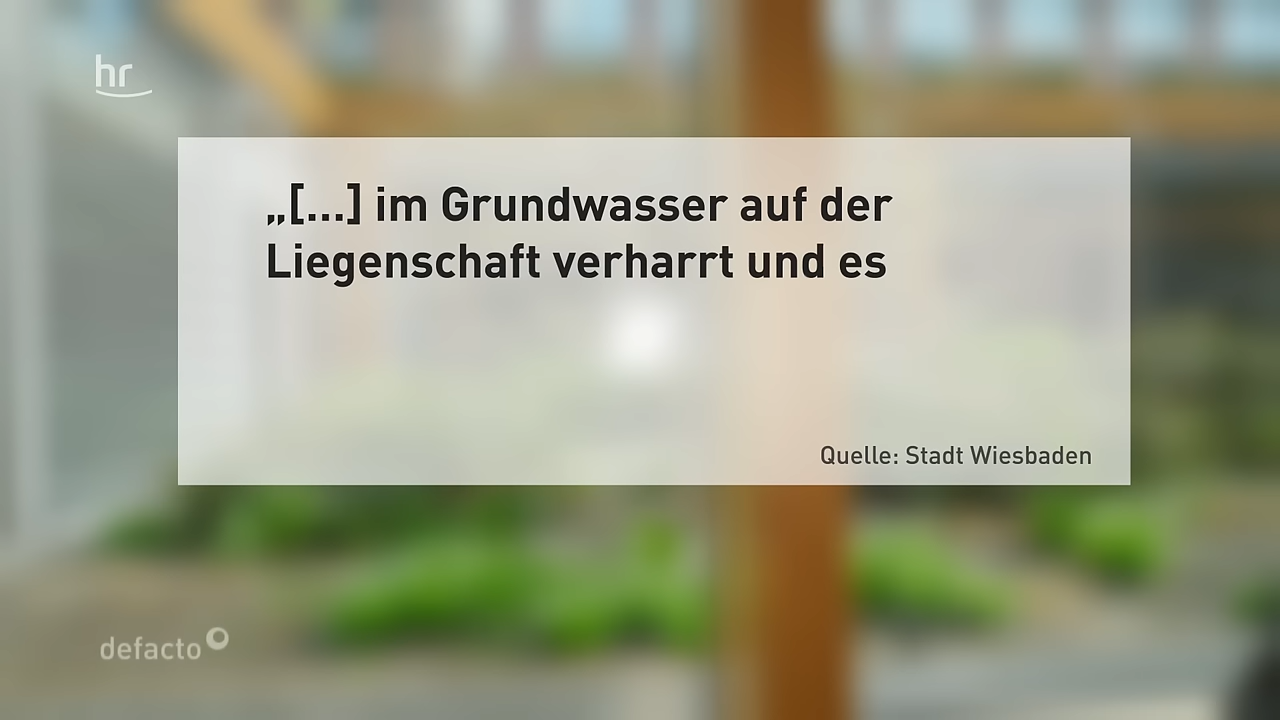 hr
„[...] im Grundwasser auf der
Liegenschaft verharrt und es
Quelle: Stadt Wiesbaden
defacto